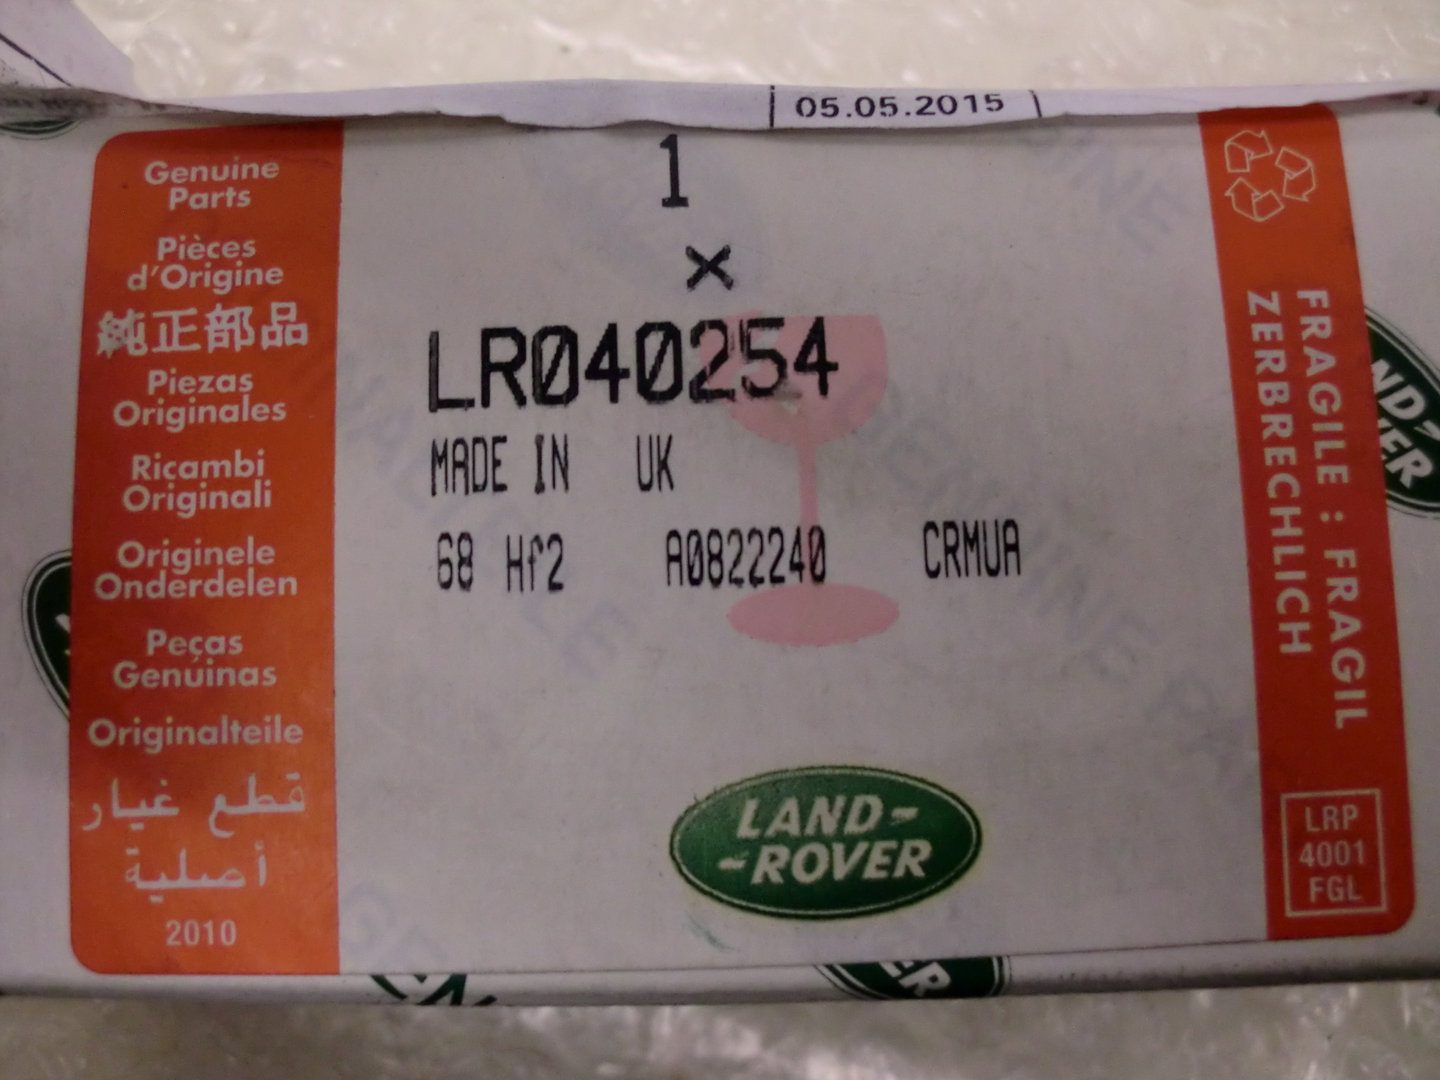 05.05.2015
Genuine
Parts
Pièces
d'Origine
純正部品
Piezas
Originales
Ricambi
Originali
Originele
Onderdelen
Peças
Genúinas
Originalteile
قطع غيار
أصلية
2010
1
×
LR040254
MADE IN UK
68 Hf2 A0822240 CRMUA
LAND-
-ROVER
FRAGILE : FRAGIL
ZERBRECHLICH
LRP
4001
FGL